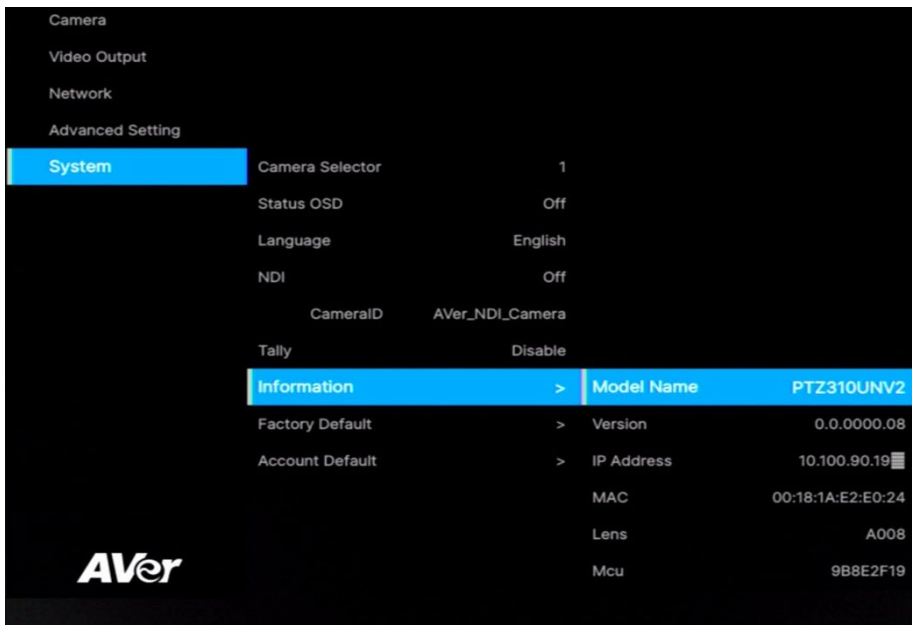 Camera
Video Output
Network
Advanced Setting
System
Camera Selector 1
Status OSD Off
Language English
NDI Off
CameraID AVer_NDI_Camera
Tally Disable
Information > Model Name PTZ310UNV2
Factory Default > Version 0.0.0000.08
Account Default > IP Address 10.100.90.19
MAC 00:18:1A:E2:E0:24
Lens A008
AVer
Mcu 9B8E2F19